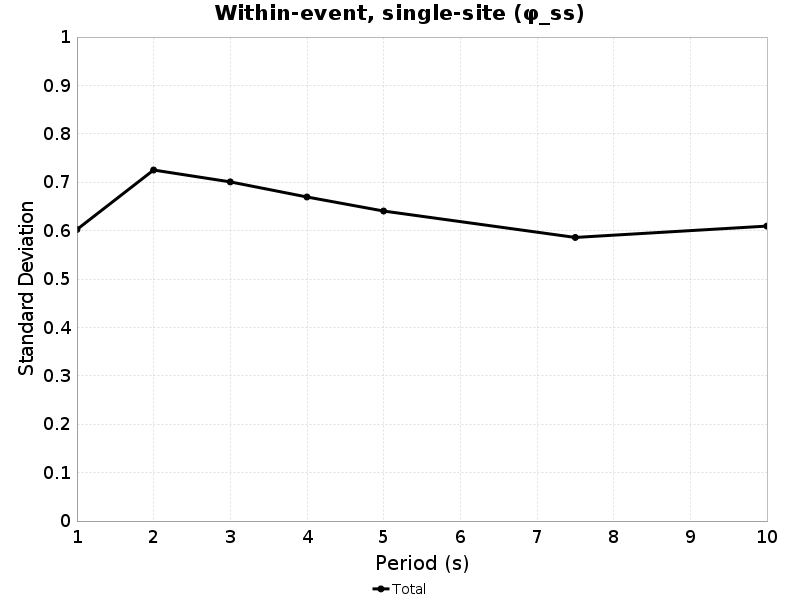 Within-event, single-site (φ_ss)
1
0.9
0.8
0.7
0.6
0.5
0.4
0.3
0.2
0.1
0
Standard Deviation
1 2 3 4 5 6 7 8 9 10
Period (s)
Total